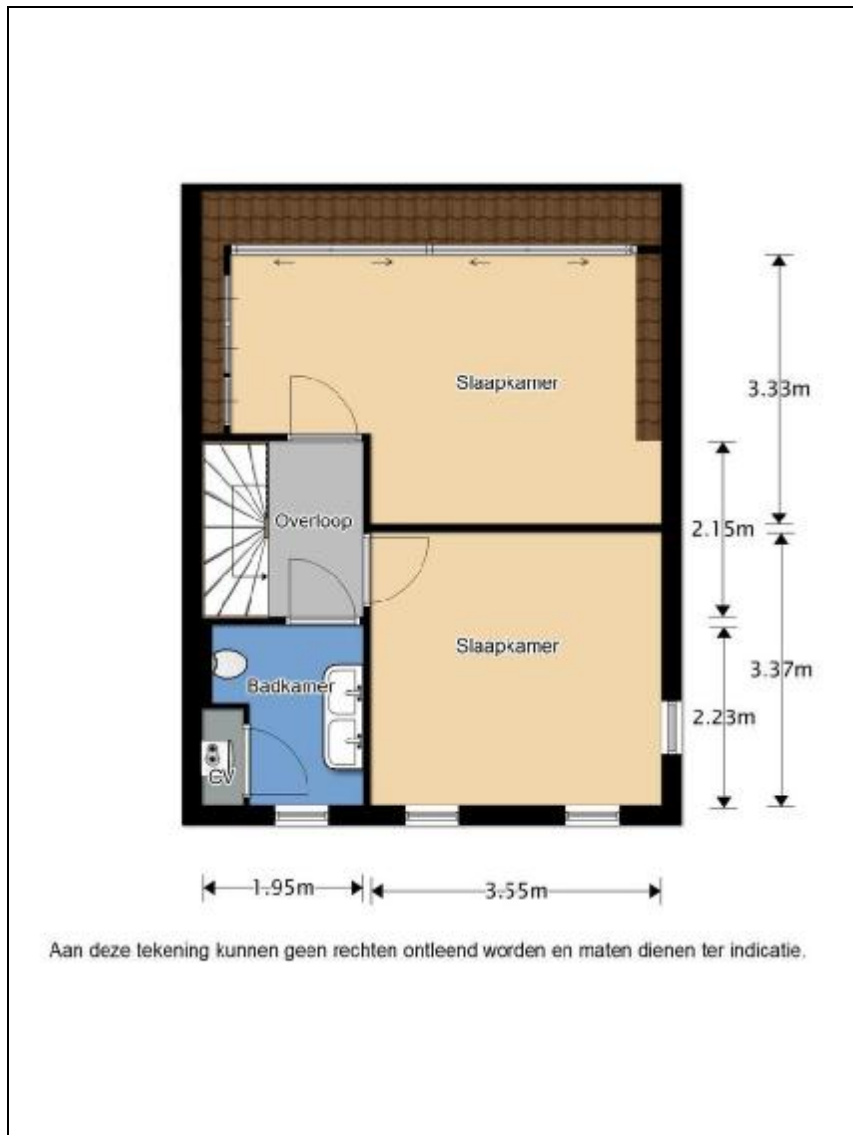 Slaapkamer
3.33m
Overloop
2.15m
Slaapkamer
3.37m
Badkamer
2.23m
CV
1.95m
3.55m
Aan deze tekening kunnen geen rechten ontleend worden en maten dienen ter indicatie.